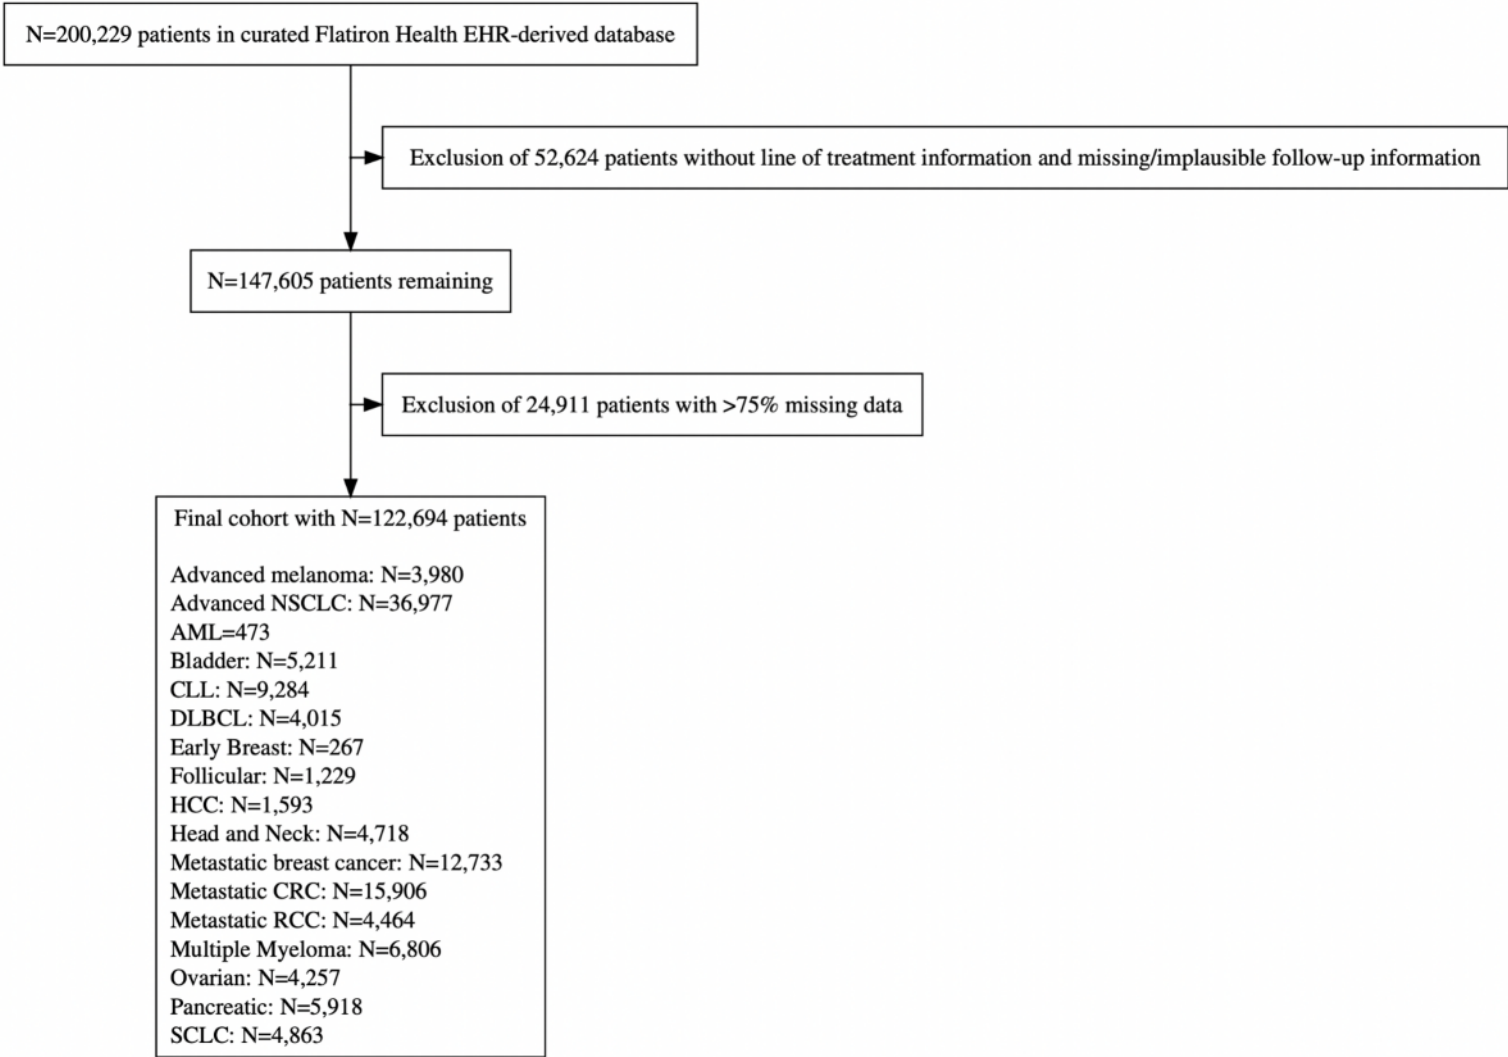 N=200,229 patients in curated Flatiron Health EHR-derived database
Exclusion of 52,624 patients without line of treatment information and missing/implausible follow-up information
N=147,605 patients remaining
Exclusion of 24,911 patients with >75% missing data
Final cohort with N=122,694 patients
Advanced melanoma: N=3,980
Advanced NSCLC: N=36,977
AML=473
Bladder: N=5,211
CLL: N=9,284
DLBCL: N=4,015
Early Breast: N=267
Follicular: N=1,229
HCC: N=1,593
Head and Neck: N=4,718
Metastatic breast cancer: N=12,733
Metastatic CRC: N=15,906
Metastatic RCC: N=4,464
Multiple Myeloma: N=6,806
Ovarian: N=4,257
Pancreatic: N=5,918
SCLC: N=4,863